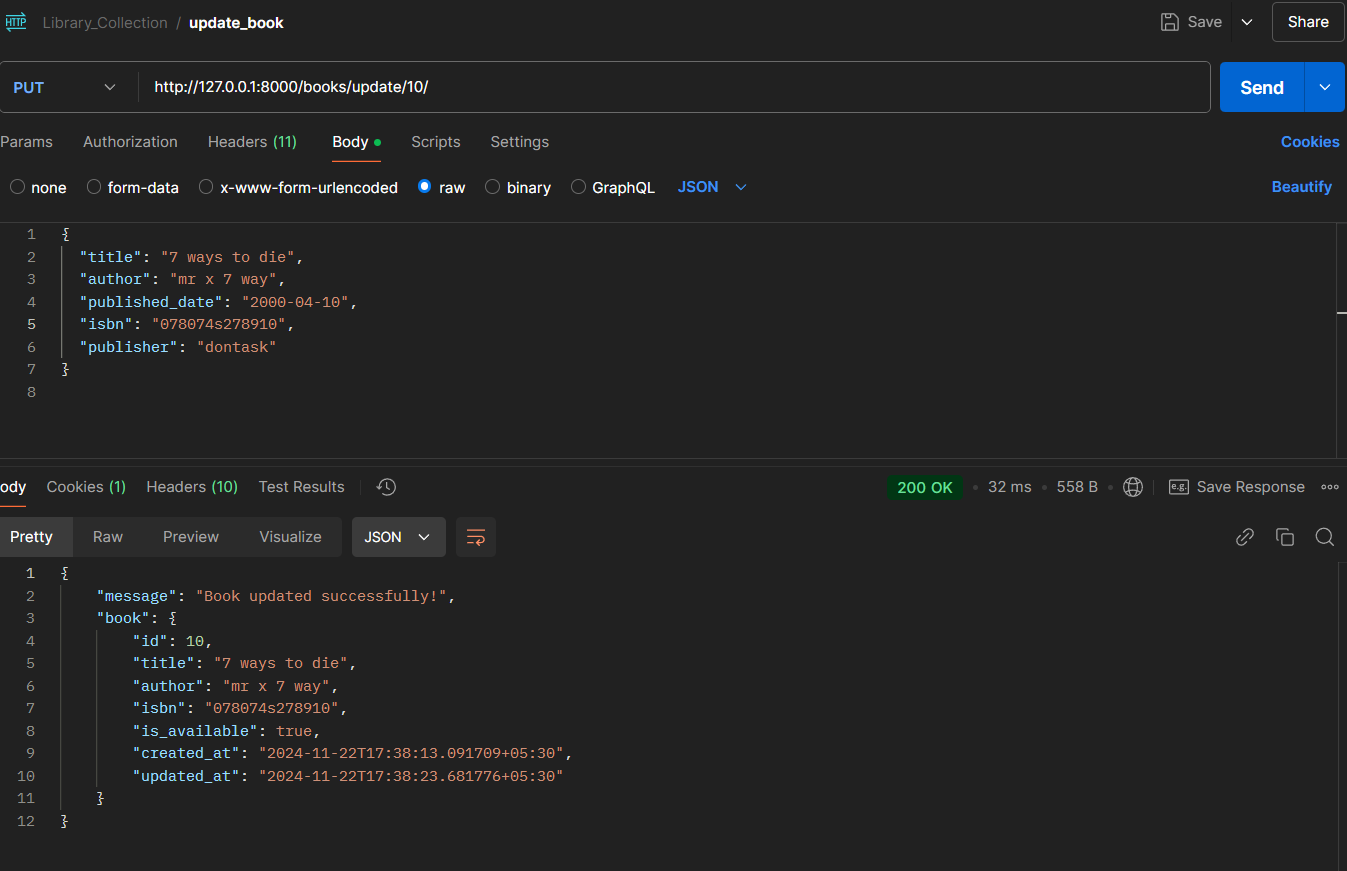 HTTP Library_Collection / update_book Save Share
PUT http://127.0.0.1:8000/books/update/10/ Send
Params Authorization Headers (11) Body Scripts Settings Cookies
none form-data x-www-form-urlencoded raw binary GraphQL JSON Beautify
1 {
2 "title": "7 ways to die",
3 "author": "mr x 7 way",
4 "published_date": "2000-04-10",
5 "isbn": "078074s278910",
6 "publisher": "dontask"
7 }
8
ody Cookies (1) Headers (10) Test Results 200 OK 32 ms 558 B e.g. Save Response
Pretty Raw Preview Visualize JSON
1 {
2 "message": "Book updated successfully!",
3 "book": {
4 "id": 10,
5 "title": "7 ways to die",
6 "author": "mr x 7 way",
7 "isbn": "078074s278910",
8 "is_available": true,
9 "created_at": "2024-11-22T17:38:13.091709+05:30",
10 "updated_at": "2024-11-22T17:38:23.681776+05:30"
11 }
12 }